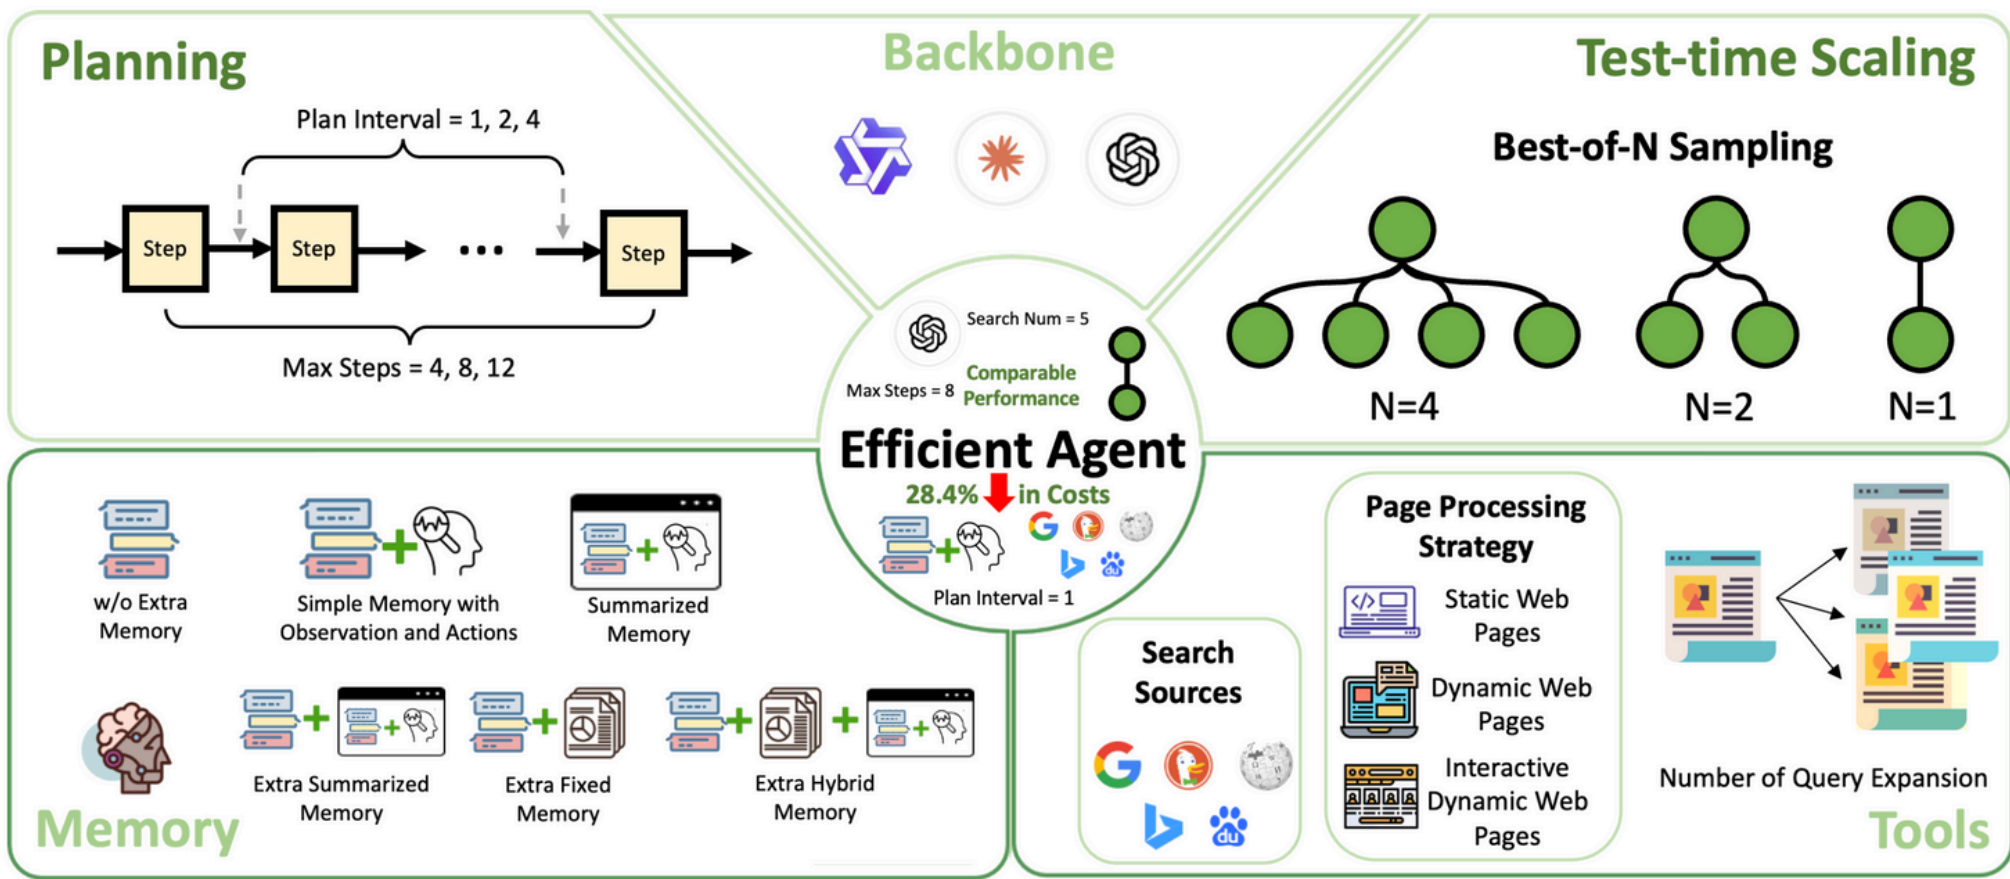 Planning
Plan Interval = 1, 2, 4
Step
Step
...
Step
Max Steps = 4, 8, 12
Backbone
Test-time Scaling
Best-of-N Sampling
N=4
N=2
N=1
Search Num = 5
Max Steps = 8
Comparable
Performance
Efficient Agent
28.4% in Costs
du
Plan Interval = 1
w/o Extra
Memory
Simple Memory with
Observation and Actions
Summarized
Memory
Extra Summarized
Memory
Extra Fixed
Memory
Extra Hybrid
Memory
Memory
Search
Sources
du
Page Processing
Strategy
Static Web
Pages
Dynamic Web
Pages
Interactive
Dynamic Web
Pages
Number of Query Expansion
Tools